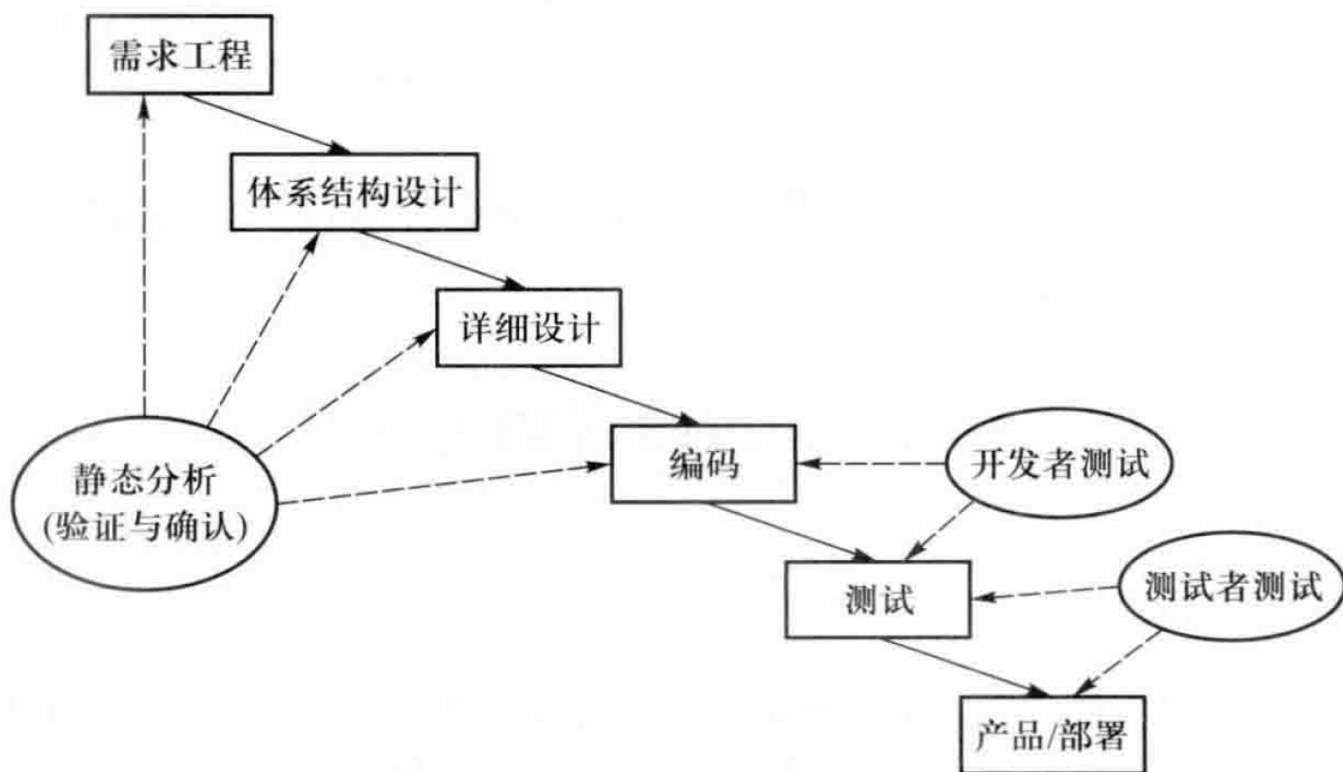 需求工程
体系结构设计
详细设计
静态分析
(验证与确认)
编码
开发者测试
测试
测试者测试
产品/部署